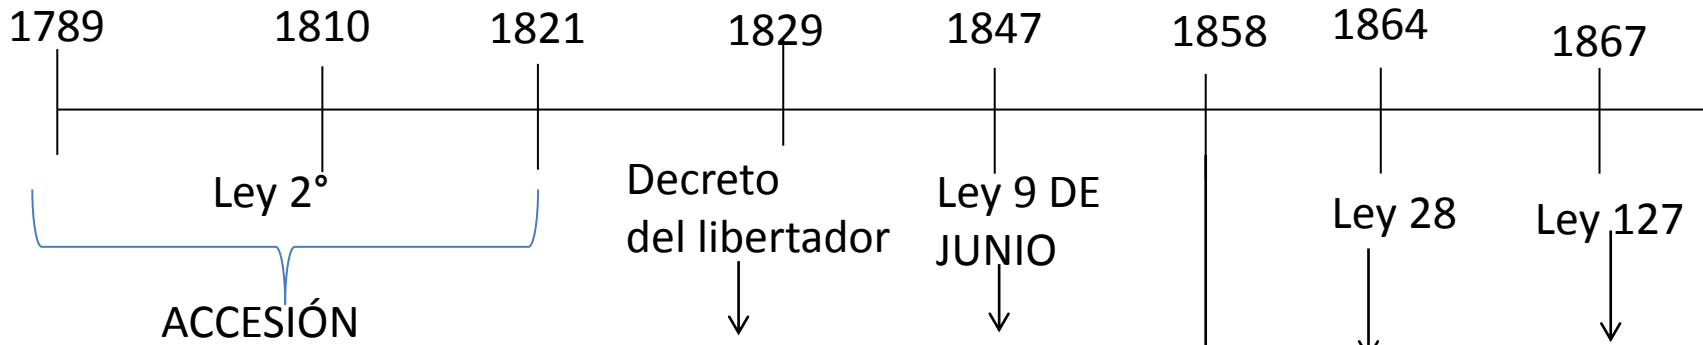 1789 1810 1821 1829 1847 1858 1864 1867
Ley 2°
ACCESIÓN
Decreto
del libertador
Ley 9 DE
JUNIO
Ley 28
Ley 127